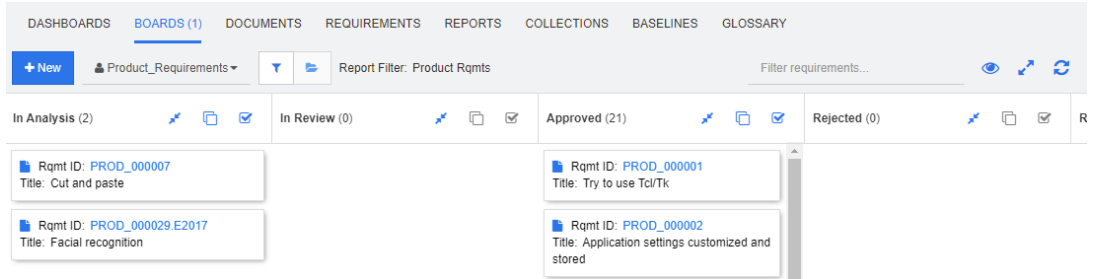 DASHBOARDS BOARDS (1) DOCUMENTS REQUIREMENTS REPORTS COLLECTIONS BASELINES GLOSSARY
+ New Product_Requirements Report Filter: Product Rqmts Filter requirements...
In Analysis (2) In Review (0) Approved (21) Rejected (0) R
Rqmt ID: PROD_000007
Title: Cut and paste
Rqmt ID: PROD_000029.E2017
Title: Facial recognition
Rqmt ID: PROD_000001
Title: Try to use Tcl/Tk
Rqmt ID: PROD_000002
Title: Application settings customized and
stored